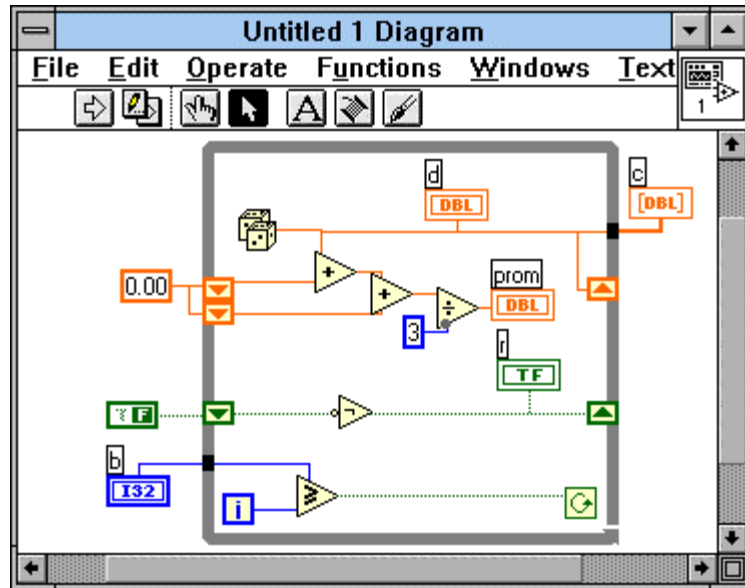 Untitled 1 Diagram
File Edit Operate Functions Windows Text
1
A
d
c
DBL
[DBL]
0.00
prom
DBL
3
r
TF
F
b
I32
i